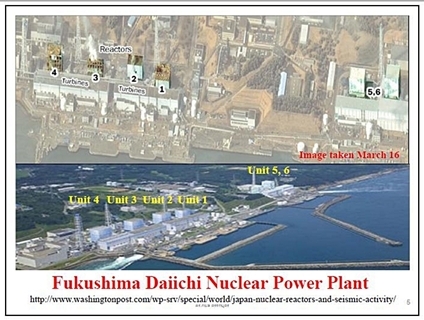 Reactors
4
3
2
1
5,6
Turbines
Turbines
Image taken March 16
Unit 5, 6
Unit 4 Unit 3 Unit 2 Unit 1
Fukushima Daiichi Nuclear Power Plant
http://www.washingtonpost.com/wp-srv/special/world/japan-nuclear-reactors-and-seismic-activity/